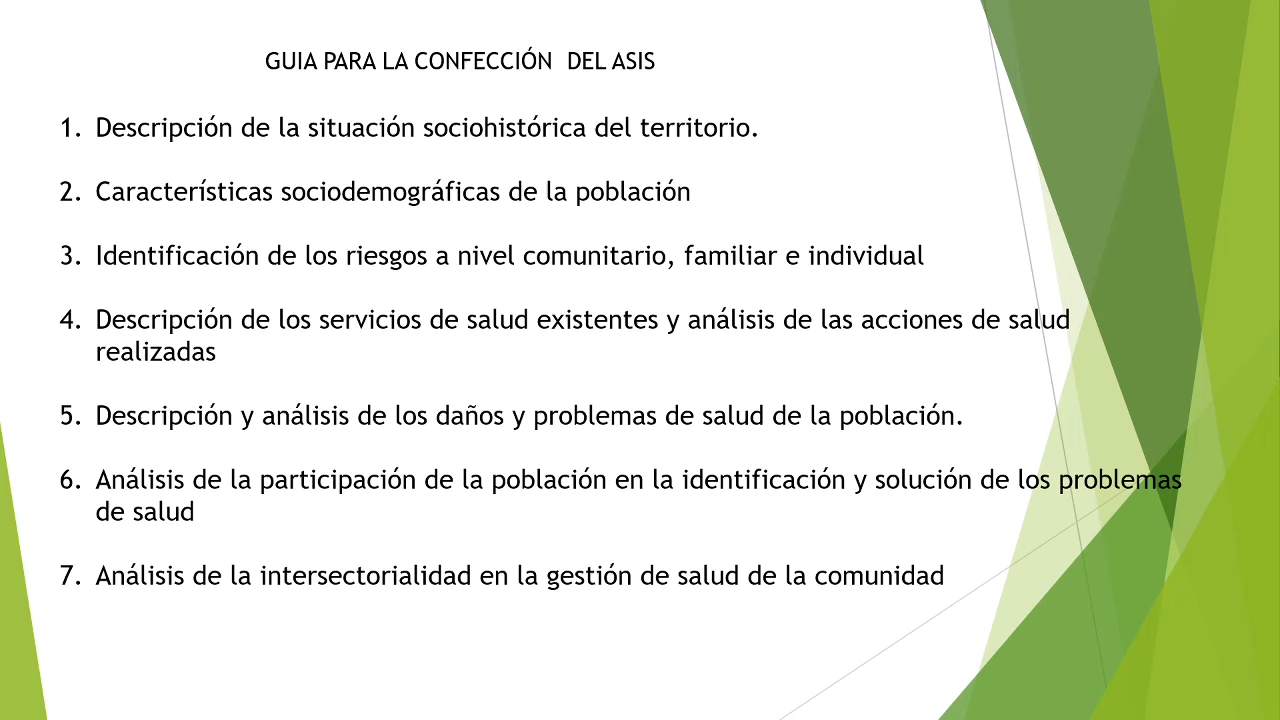 GUIA PARA LA CONFECCIÓN  DEL ASIS
1. Descripción de la situación sociohistórica del territorio.
2. Características sociodemográficas de la población
3. Identificación de los riesgos a nivel comunitario, familiar e individual
4. Descripción de los servicios de salud existentes y análisis de las acciones de salud
realizadas
5. Descripción y análisis de los daños y problemas de salud de la población.
6. Análisis de la participación de la población en la identificación y solución de los problemas
de salud
7. Análisis de la intersectorialidad en la gestión de salud de la comunidad